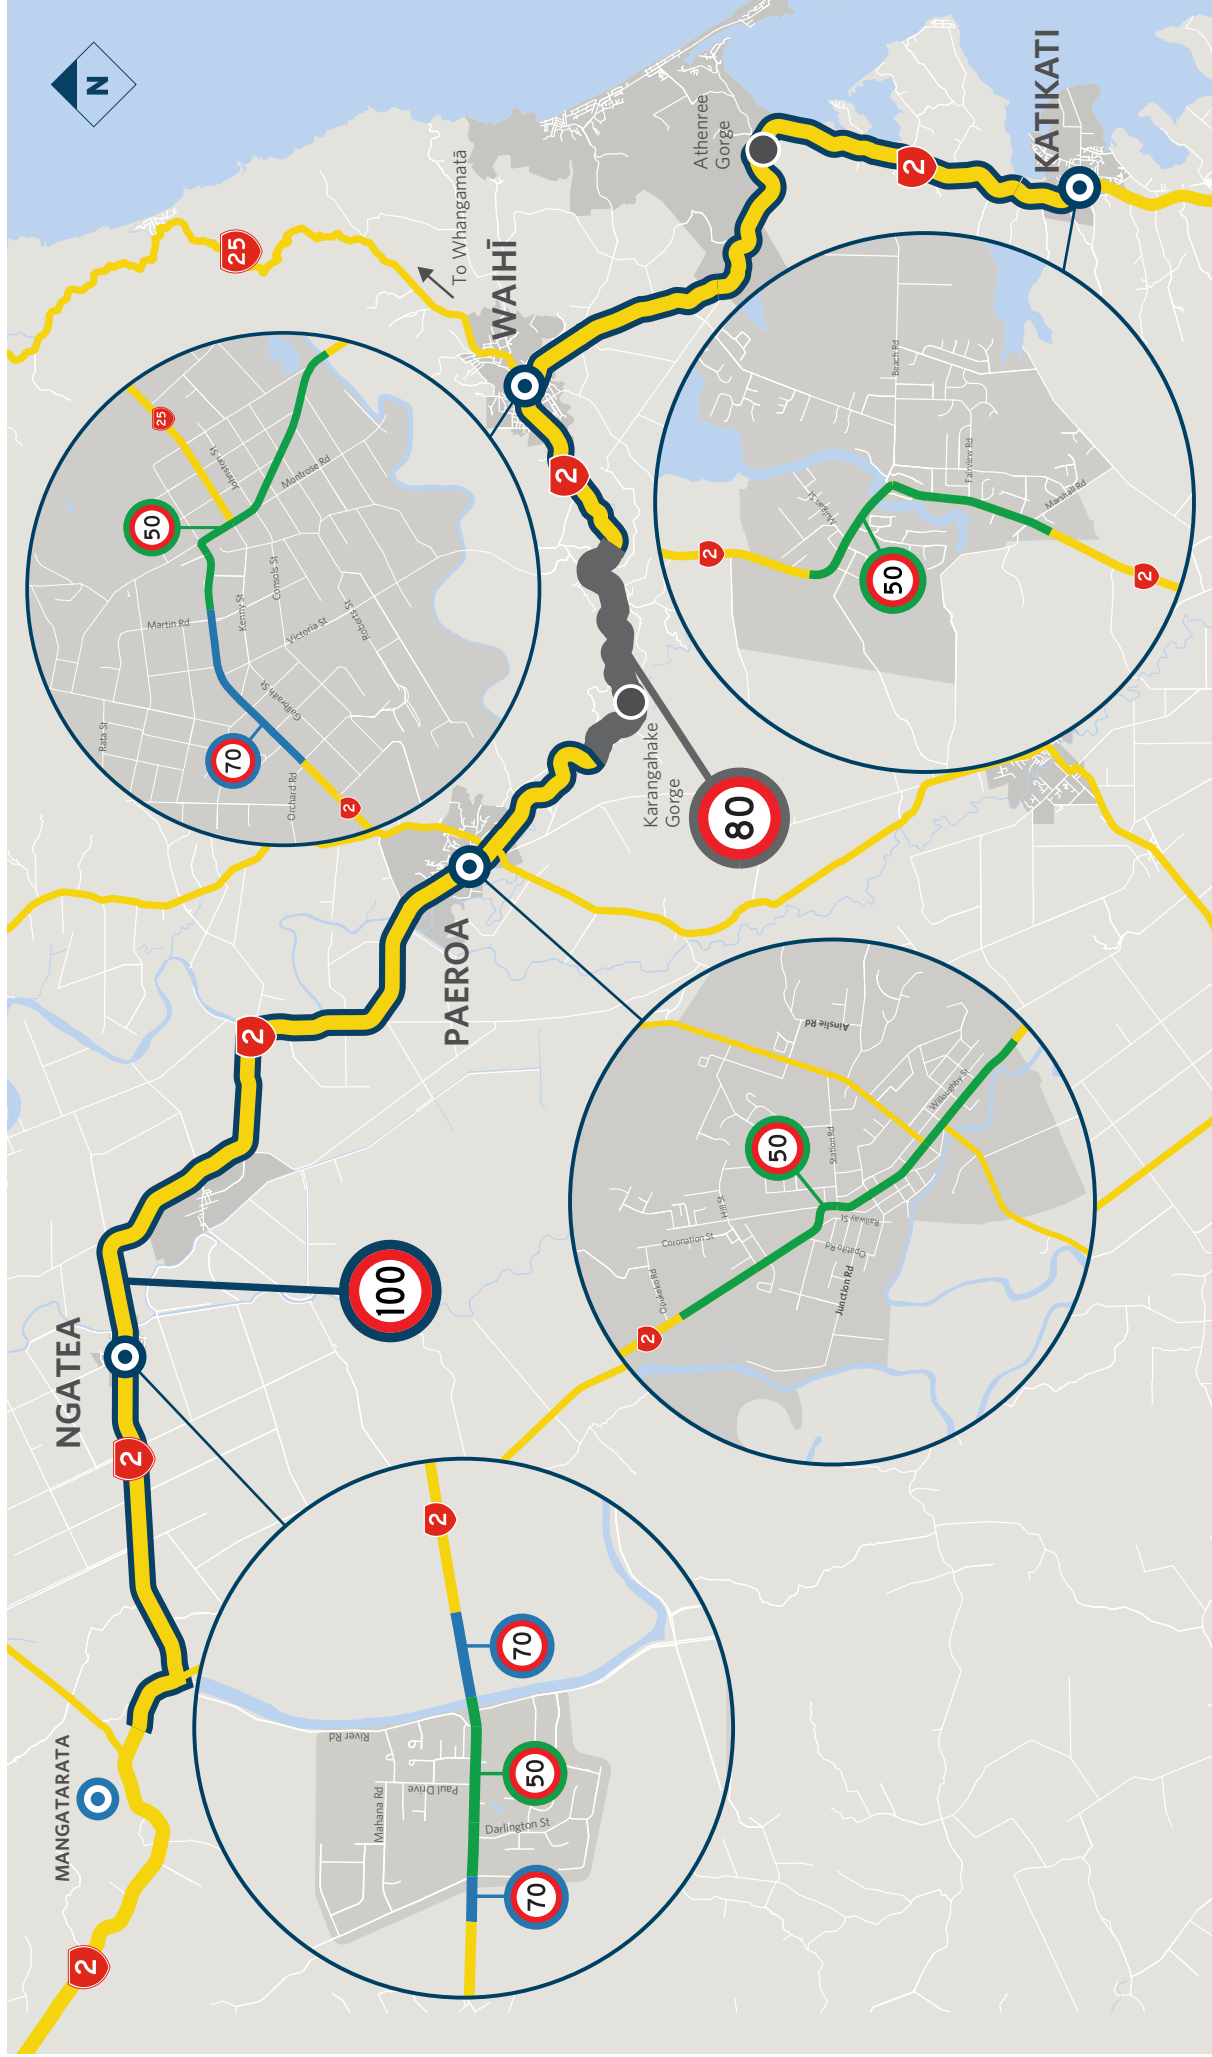 N
25
To Whangamatā
WAIHĪ
Athenree
Gorge
KATIKATI
2
2
2
2
2
MANGATARATA
NGATEA
PAEROA
Karangahake
Gorge
100
80
25
50
70
2
Johnston St
Montrose Rd
Consols St
Kenny St
Martin Rd
Victoria St
Roberts St
Gallbraith St
Rata St
Orchard Rd
2
50
2
Beach Rd
Fairview Rd
Marshall Rd
Mulgan St
2
50
Ainslie Rd
Willoughby St
Station Rd
Hill St
Railway St
Coronation St
Opatito Rd
Junction Rd
Opukeko Rd
2
70
50
70
River Rd
Paul Drive
Mahana Rd
Darlington St